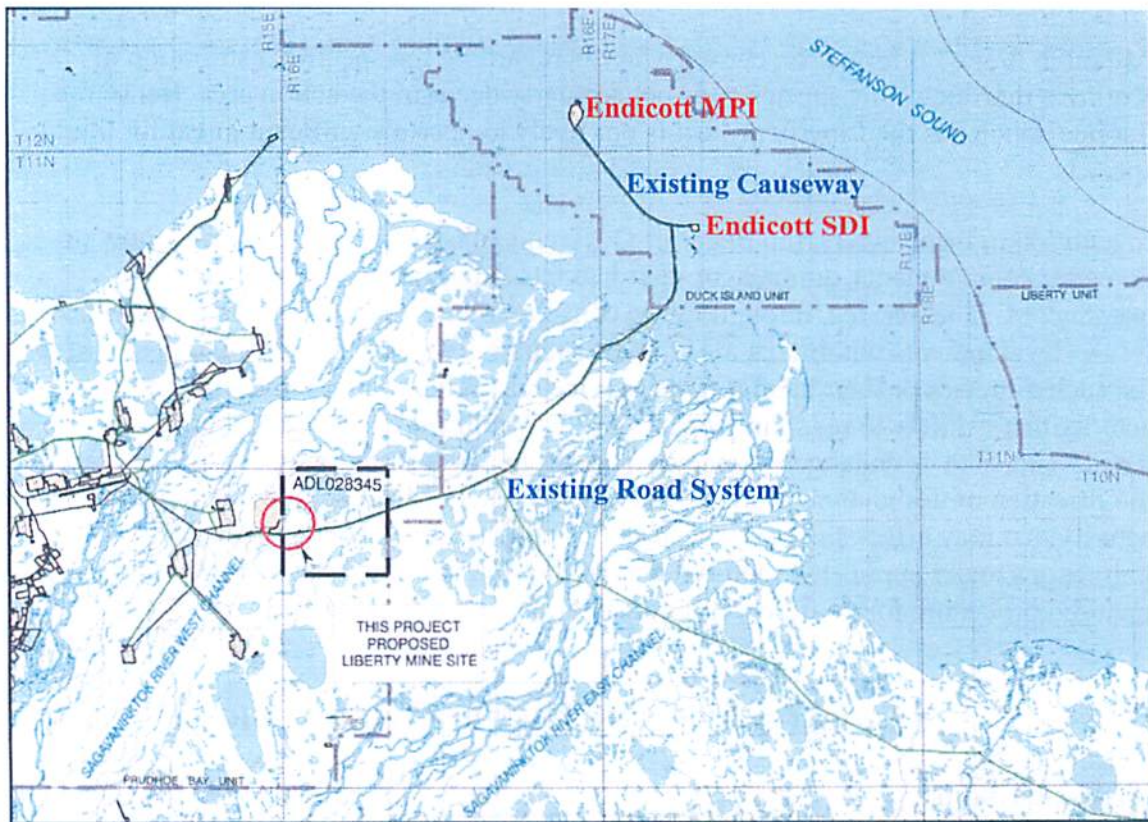 R15E
R16E
R16E
R17E
STEFFANSON SOUND
Endicott MPI
T12N
T11N
Existing Causeway
Endicott SDI
R17E
R18E
DUCK ISLAND UNIT
LIBERTY UNIT
T11N
T10N
ADL028345
Existing Road System
THIS PROJECT
PROPOSED
LIBERTY MINE SITE
SAGAVANIRKTOK RIVER WEST CHANNEL
SAGAVANIRKTOK RIVER EAST CHANNEL
PRUDHOE BAY UNIT